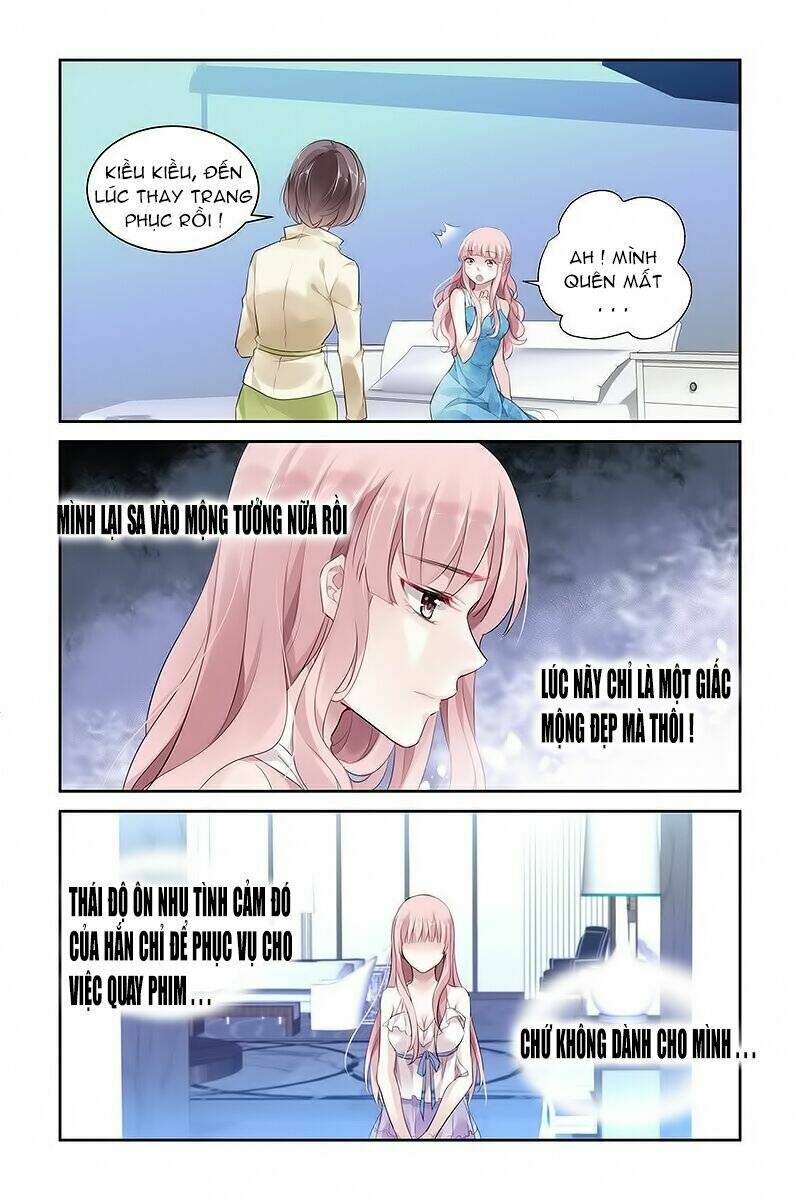 KIỀU KIỀU, ĐẾN
LÚC THAY TRANG
PHỤC RỒI !
AH ! MÌNH
QUÊN MẤT
. . .
MÌNH LẠI SA VÀO MỘNG TƯỞNG NỮA RỒI
LÚC NÃY CHỈ LÀ MỘT GIẤC
MỘNG ĐẸP MÀ THÔI !
THÁI ĐỘ ÔN NHU TÌNH CẢM ĐÓ
CỦA HẮN CHỈ ĐỂ PHỤC VỤ CHO
VIỆC QUAY PHIM . . .
CHỨ KHÔNG DÀNH CHO MÌNH . . .